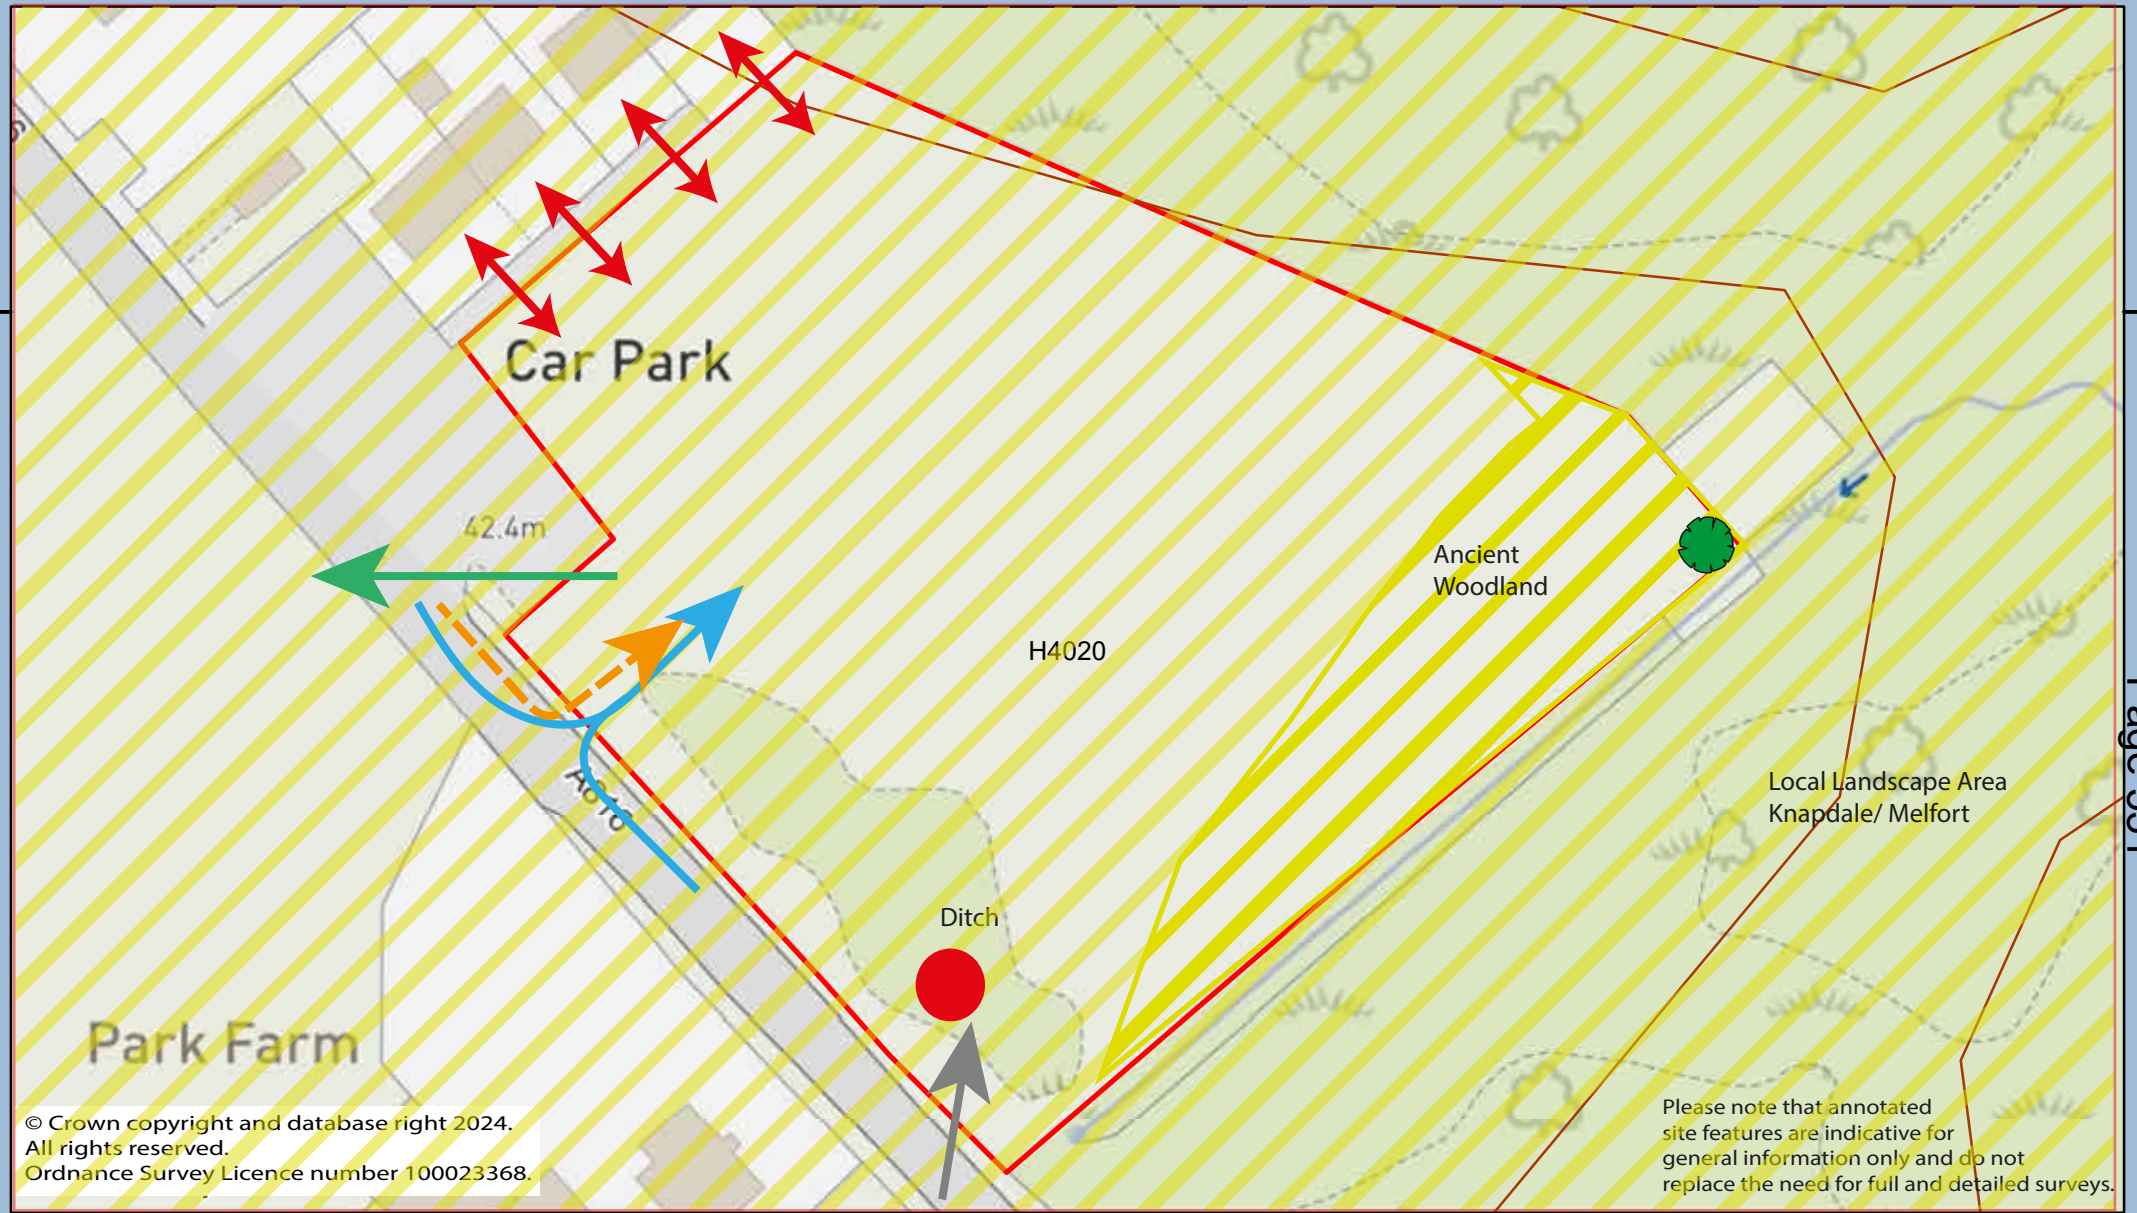 Car Park
42.4m
Ancient
Woodland
H4020
A816
Local Landscape Area
Knapdale/ Melfort
Ditch
Park Farm
© Crown copyright and database right 2024.
All rights reserved.
Ordnance Survey Licence number 100023368.
Please note that annotated
site features are indicative for
general information only and do not
replace the need for full and detailed surveys.